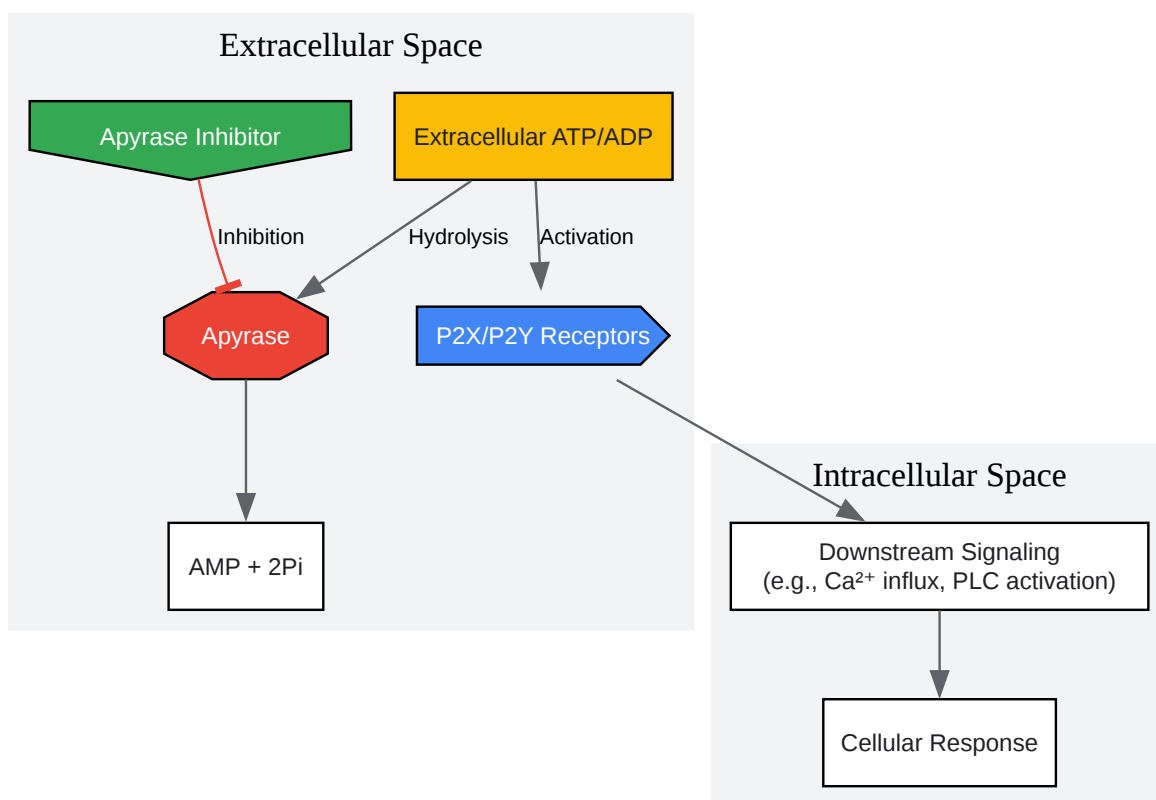 Extracellular Space
Apyrase Inhibitor
Extracellular ATP/ADP
Inhibition
Hydrolysis
Activation
Apyrase
P2X/P2Y Receptors
AMP + 2Pi
Intracellular Space
Downstream Signaling
(e.g., Ca²⁺ influx, PLC activation)
Cellular Response